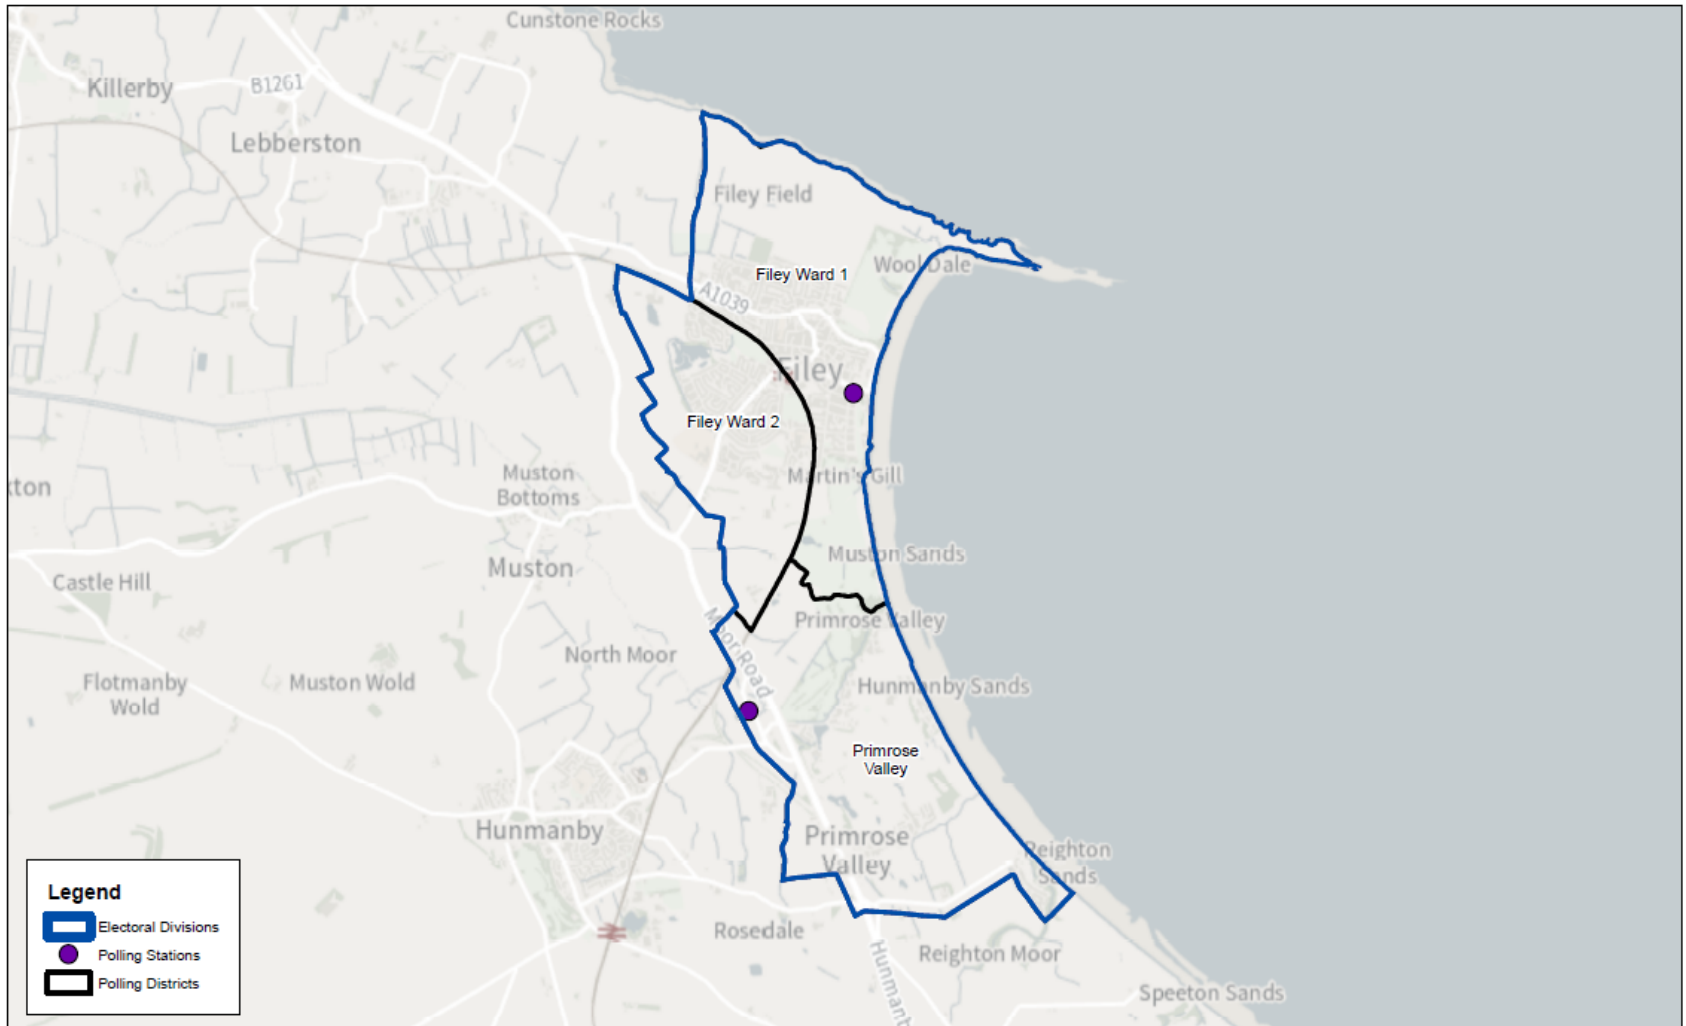 Cunstone Rocks
Killerby
B1261
Lebberston
Filey Field
Filey Ward 1
Wool Dale
A1039
Filey
Filey Ward 2
Martin's Gill
Muston
Bottoms
xton
Muston Sands
Muston
Castle Hill
Primrose Valley
Moor Road
North Moor
Flotmanby
Wold
Muston Wold
Hunmanby Sands
Primrose
Valley
Hunmanby
Primrose
Valley
Reighton
Sands
Rosedale
Reighton Moor
Hunmanb
Speeton Sands
Legend
Electoral Divisions
Polling Stations
Polling Districts